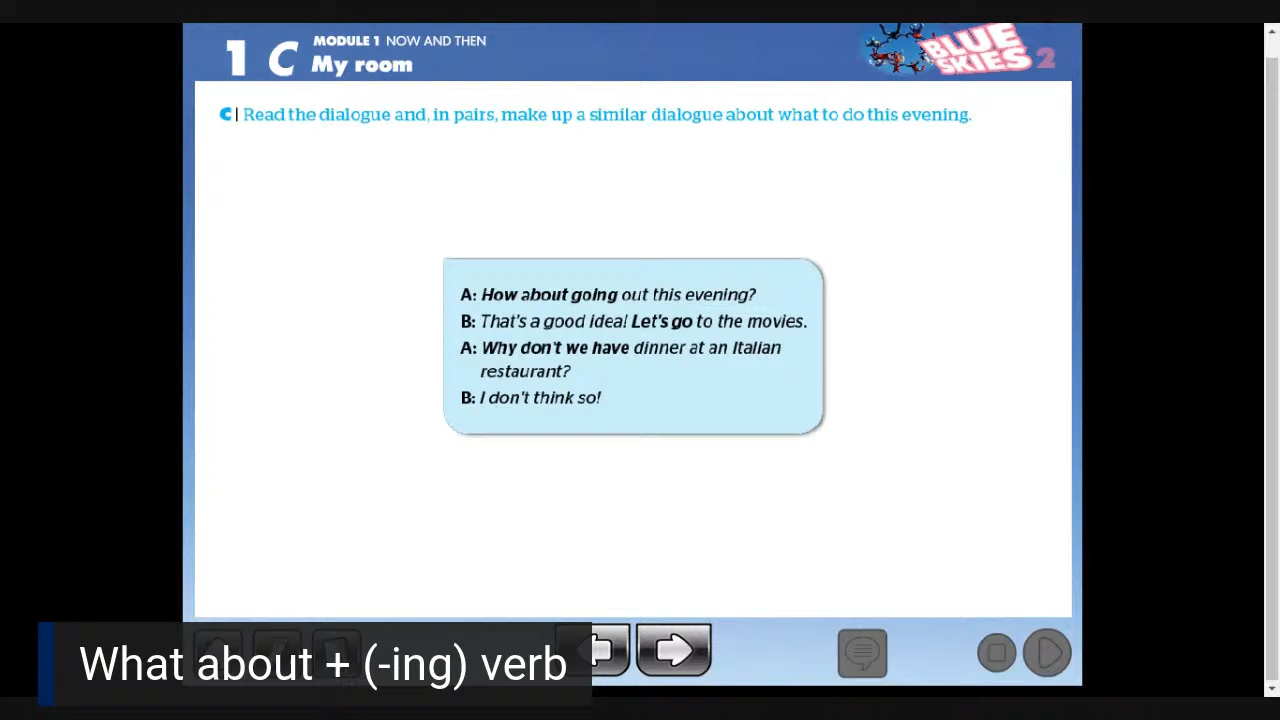 1 C
MODULE 1 NOW AND THEN
My room
BLUE
SKIES 2
C | Read the dialogue and, in pairs, make up a similar dialogue about what to do this evening.
A: How about going out this evening?
B: That's a good idea! Let's go to the movies.
A: Why don't we have dinner at an Italian
restaurant?
B: I don't think so!
What about + (-ing) verb